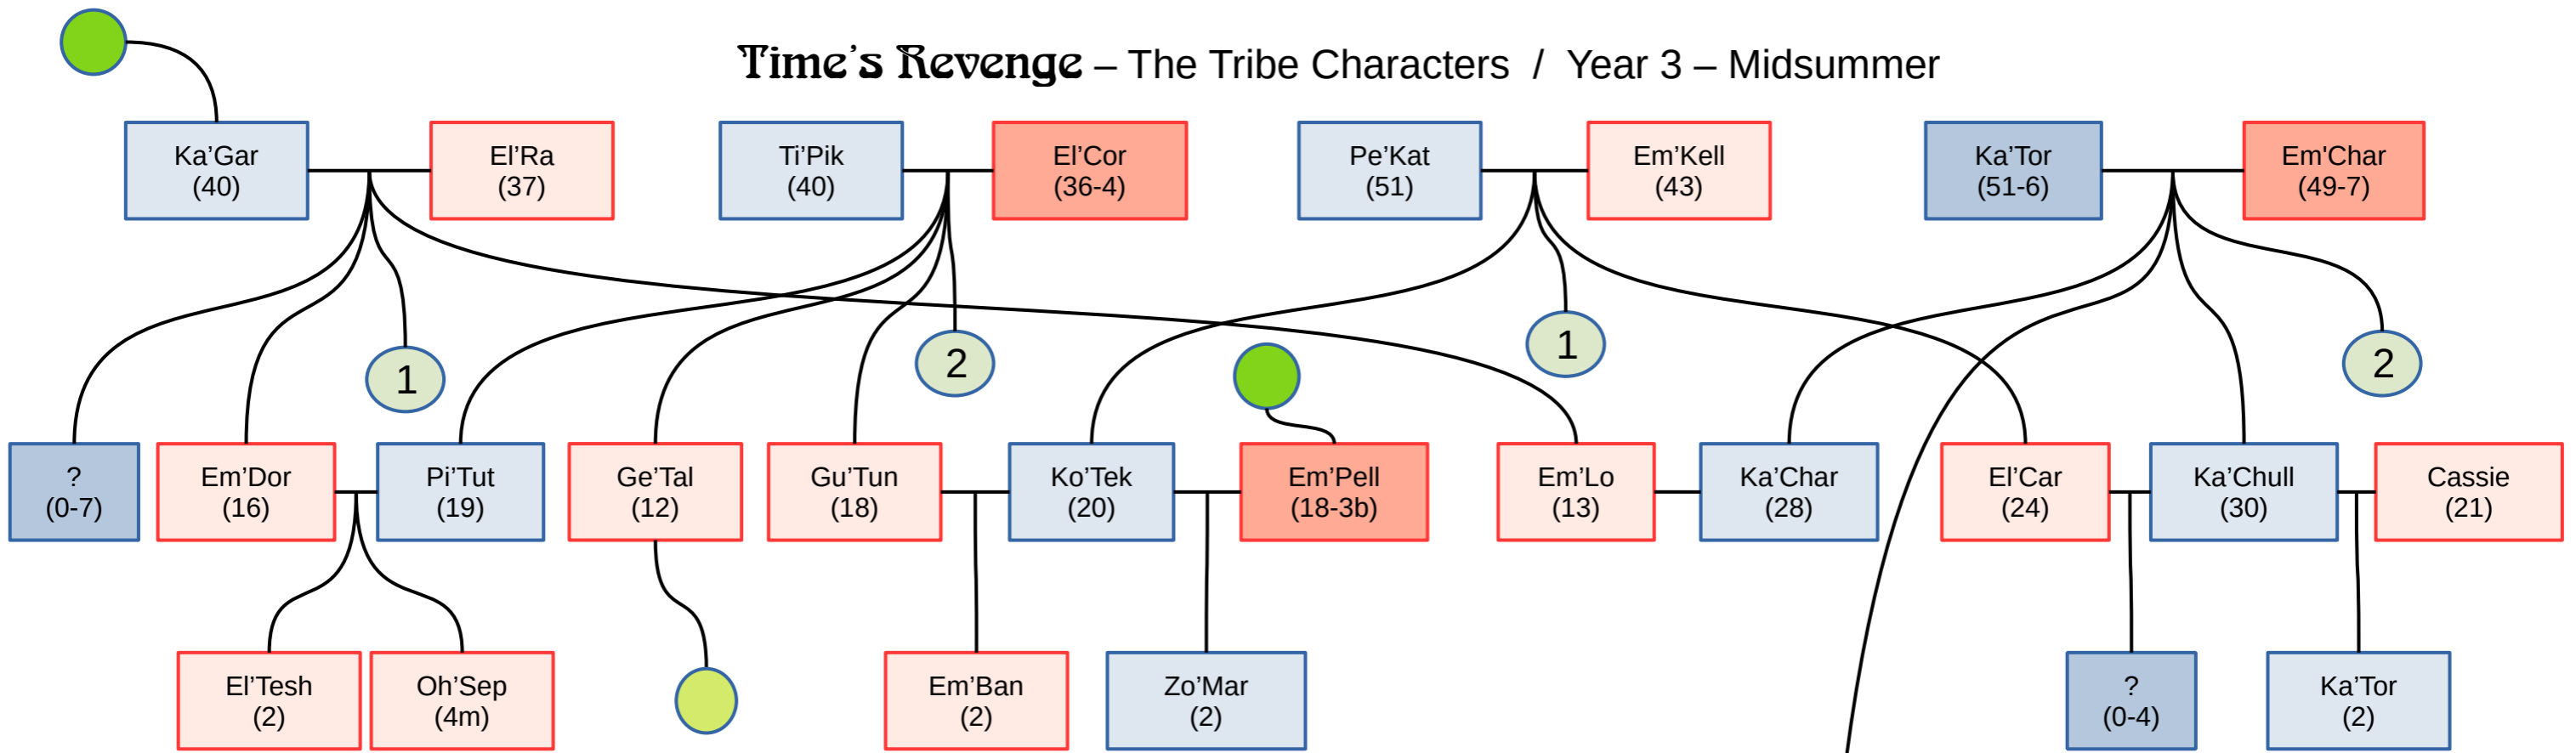 Time’s Revenge – The Tribe Characters / Year 3 – Midsummer
Ka’Gar
(40)
El’Ra
(37)
Ti’Pik
(40)
El’Cor
(36-4)
Pe’Kat
(51)
Em’Kell
(43)
Ka’Tor
(51-6)
Em'Char
(49-7)
1
2
1
2
?
(0-7)
Em’Dor
(16)
Pi’Tut
(19)
Ge’Tal
(12)
Gu’Tun
(18)
Ko’Tek
(20)
Em’Pell
(18-3b)
Em’Lo
(13)
Ka’Char
(28)
El’Car
(24)
Ka’Chull
(30)
Cassie
(21)
El’Tesh
(2)
Oh’Sep
(4m)
Em’Ban
(2)
Zo’Mar
(2)
?
(0-4)
Ka’Tor
(2)